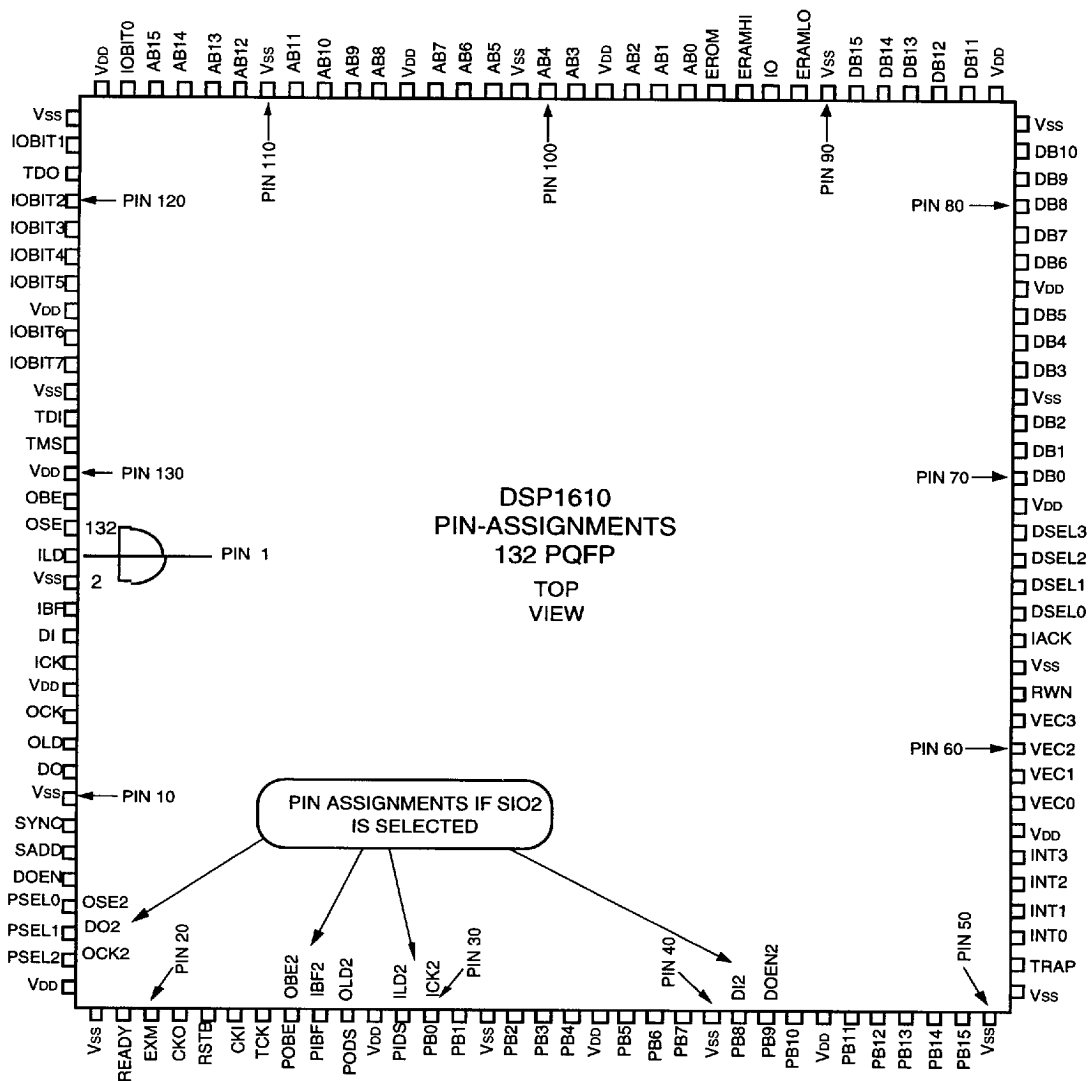 VDD
IOBIT0
AB15
AB14
AB13
AB12
VSS
AB11
AB10
AB9
AB8
VDD
AB7
AB6
AB5
VSS
AB4
AB3
VDD
AB2
AB1
AB0
EROM
ERAMHI
IO
ERAMLO
VSS
DB15
DB14
DB13
DB12
DB11
VDD
PIN 110
PIN 100
PIN 90
VSS
IOBIT1
TDO
IOBIT2
PIN 120
IOBIT3
IOBIT4
IOBIT5
VDD
IOBIT6
IOBIT7
VSS
TDI
TMS
VDD
PIN 130
OBE
OSE
132
ILD
PIN 1
VSS
2
IBF
DI
ICK
VDD
OCK
OLD
DO
VSS
PIN 10
SYNC
SADD
DOEN
PSEL0
OSE2
PSEL1
DO2
PSEL2
OCK2
VDD
DSP1610
PIN-ASSIGNMENTS
132 PQFP
TOP
VIEW
PIN ASSIGNMENTS IF SIO2
IS SELECTED
VSS
DB10
DB9
PIN 80
DB8
DB7
DB6
VDD
DB5
DB4
DB3
VSS
DB2
DB1
PIN 70
DB0
VDD
DSEL3
DSEL2
DSEL1
DSEL0
IACK
VSS
RWN
VEC3
PIN 60
VEC2
VEC1
VEC0
VDD
INT3
INT2
INT1
INT0
TRAP
VSS
PIN 20
OBE2
IBF2
OLD2
ILD2
ICK2
PIN 30
PIN 40
DI2
DOEN2
PIN 50
VSS
READY
EXM
CKO
RSTB
CKI
TCK
POBE
PIBF
PODS
VDD
PIDS
PB0
PB1
VSS
PB2
PB3
PB4
VDD
PB5
PB6
PB7
VSS
PB8
PB9
PB10
VDD
PB11
PB12
PB13
PB14
PB15
VSS